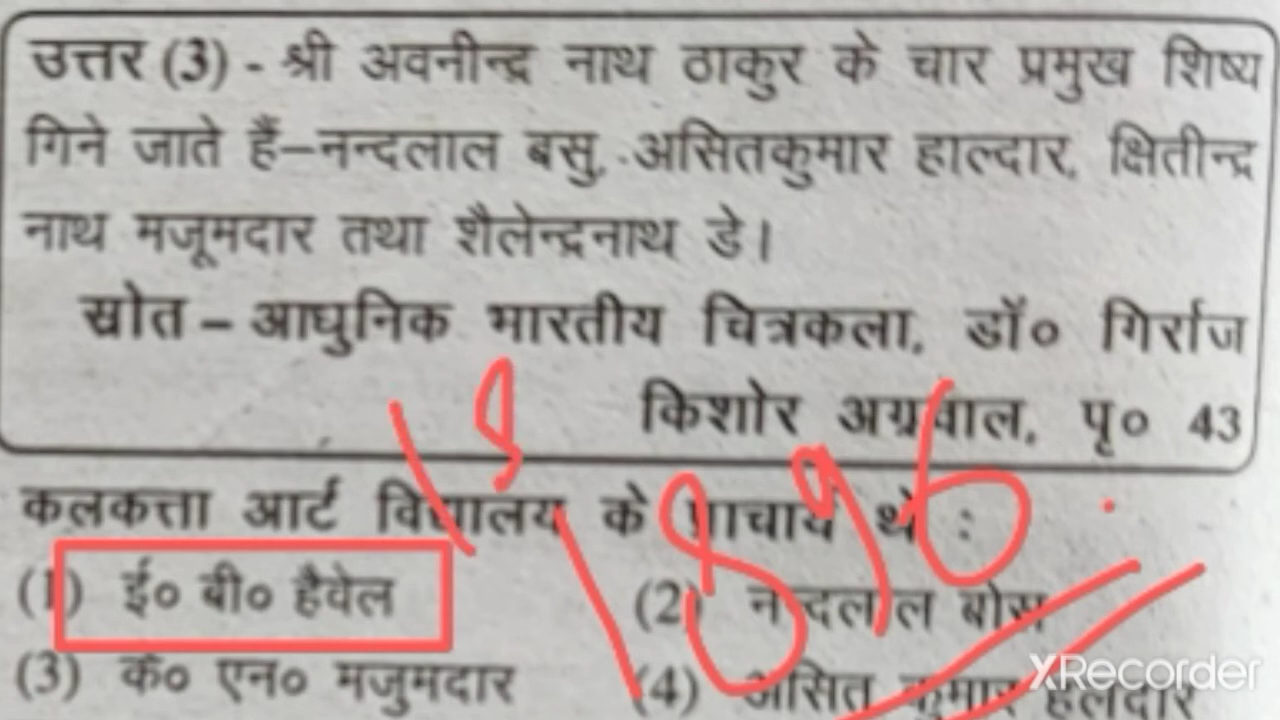 उत्तर (3) - श्री अवनीन्द्र नाथ ठाकुर के चार प्रमुख शिष्य
गिने जाते हैं–नन्दलाल बसु, असितकुमार हाल्दार, क्षितीन्द्र
नाथ मजूमदार तथा शैलेन्द्रनाथ डे।
स्रोत – आधुनिक भारतीय चित्रकला, डॉ० गिर्राज
किशोर अग्रवाल, पृ० 43
18
1896
कलकत्ता आर्ट विद्यालय के प्राचार्य थे :
(1) ई० बी० हैवेल
(2) नन्दलाल बोस
(3) के० एन० मजुमदार
(4) असित कुमार हलदार
XRecorder